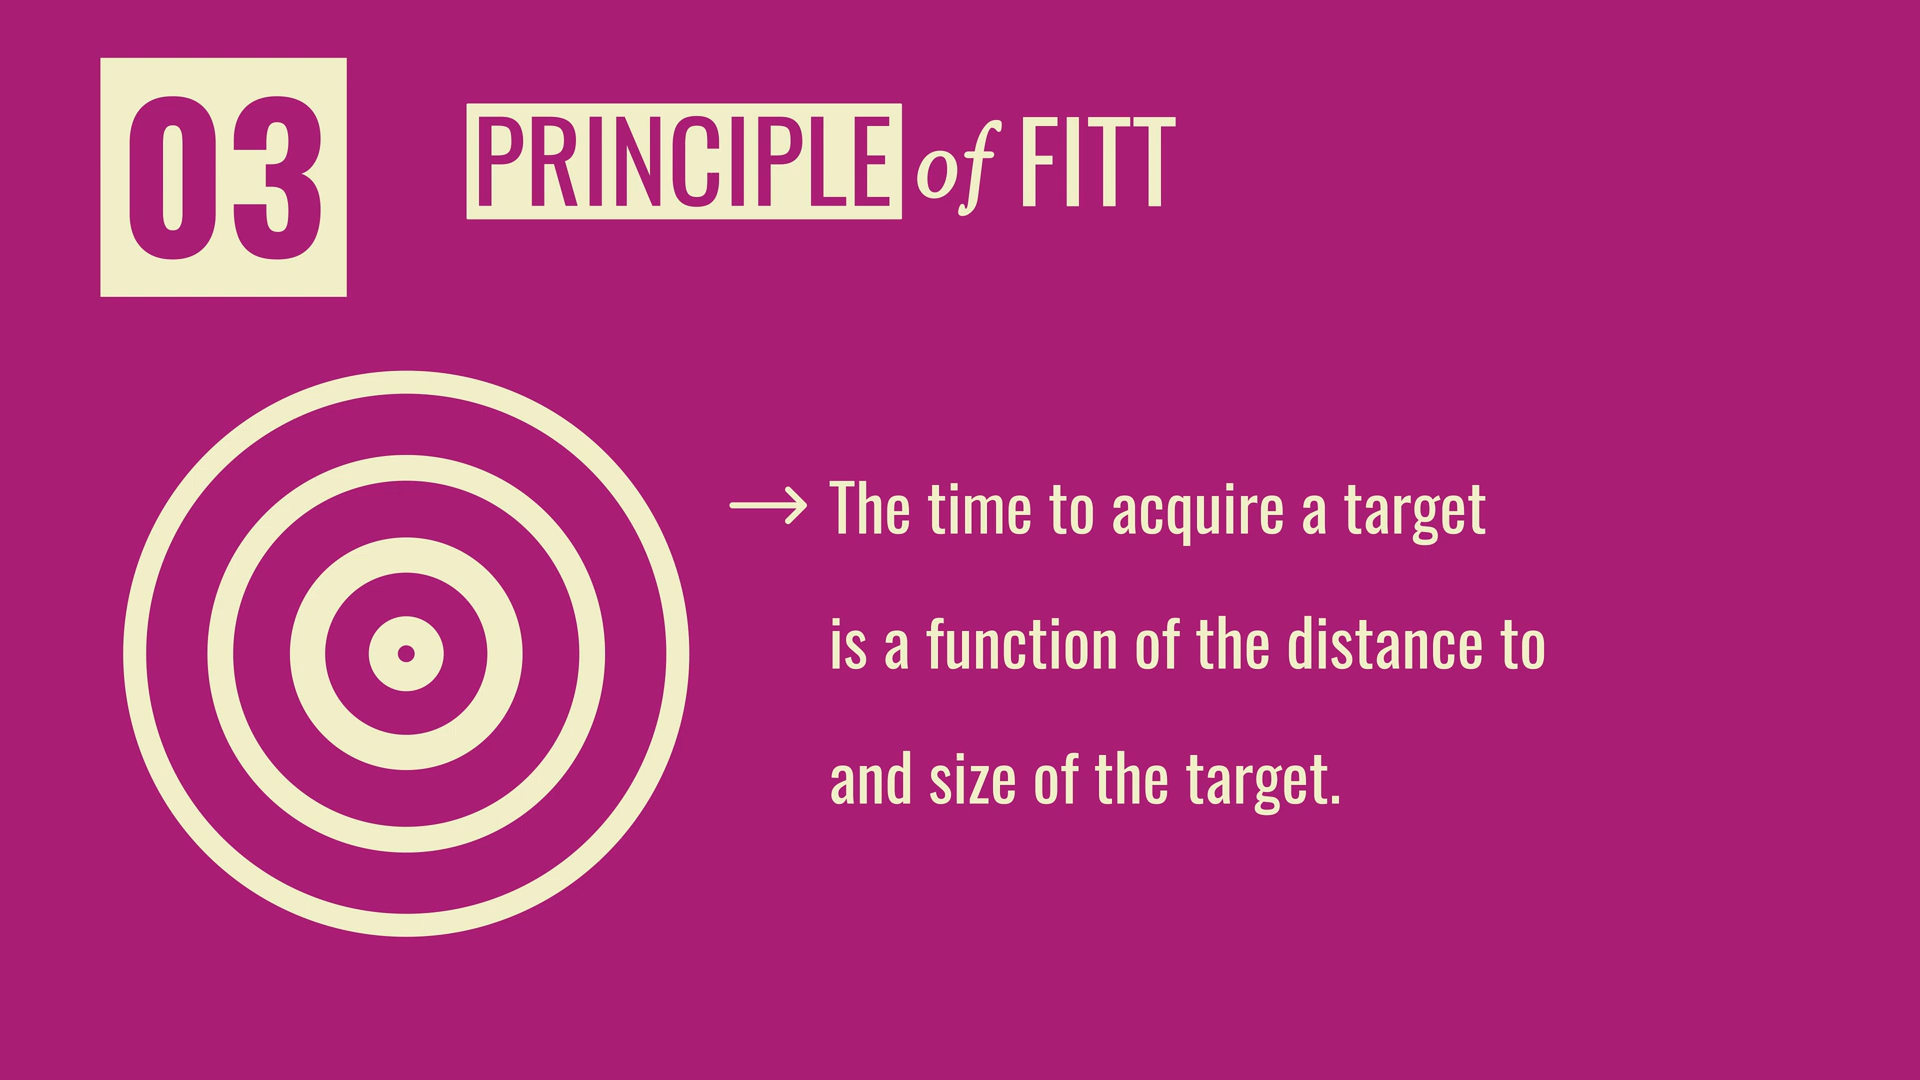 03
PRINCIPLE of FITT
The time to acquire a target
is a function of the distance to
and size of the target.